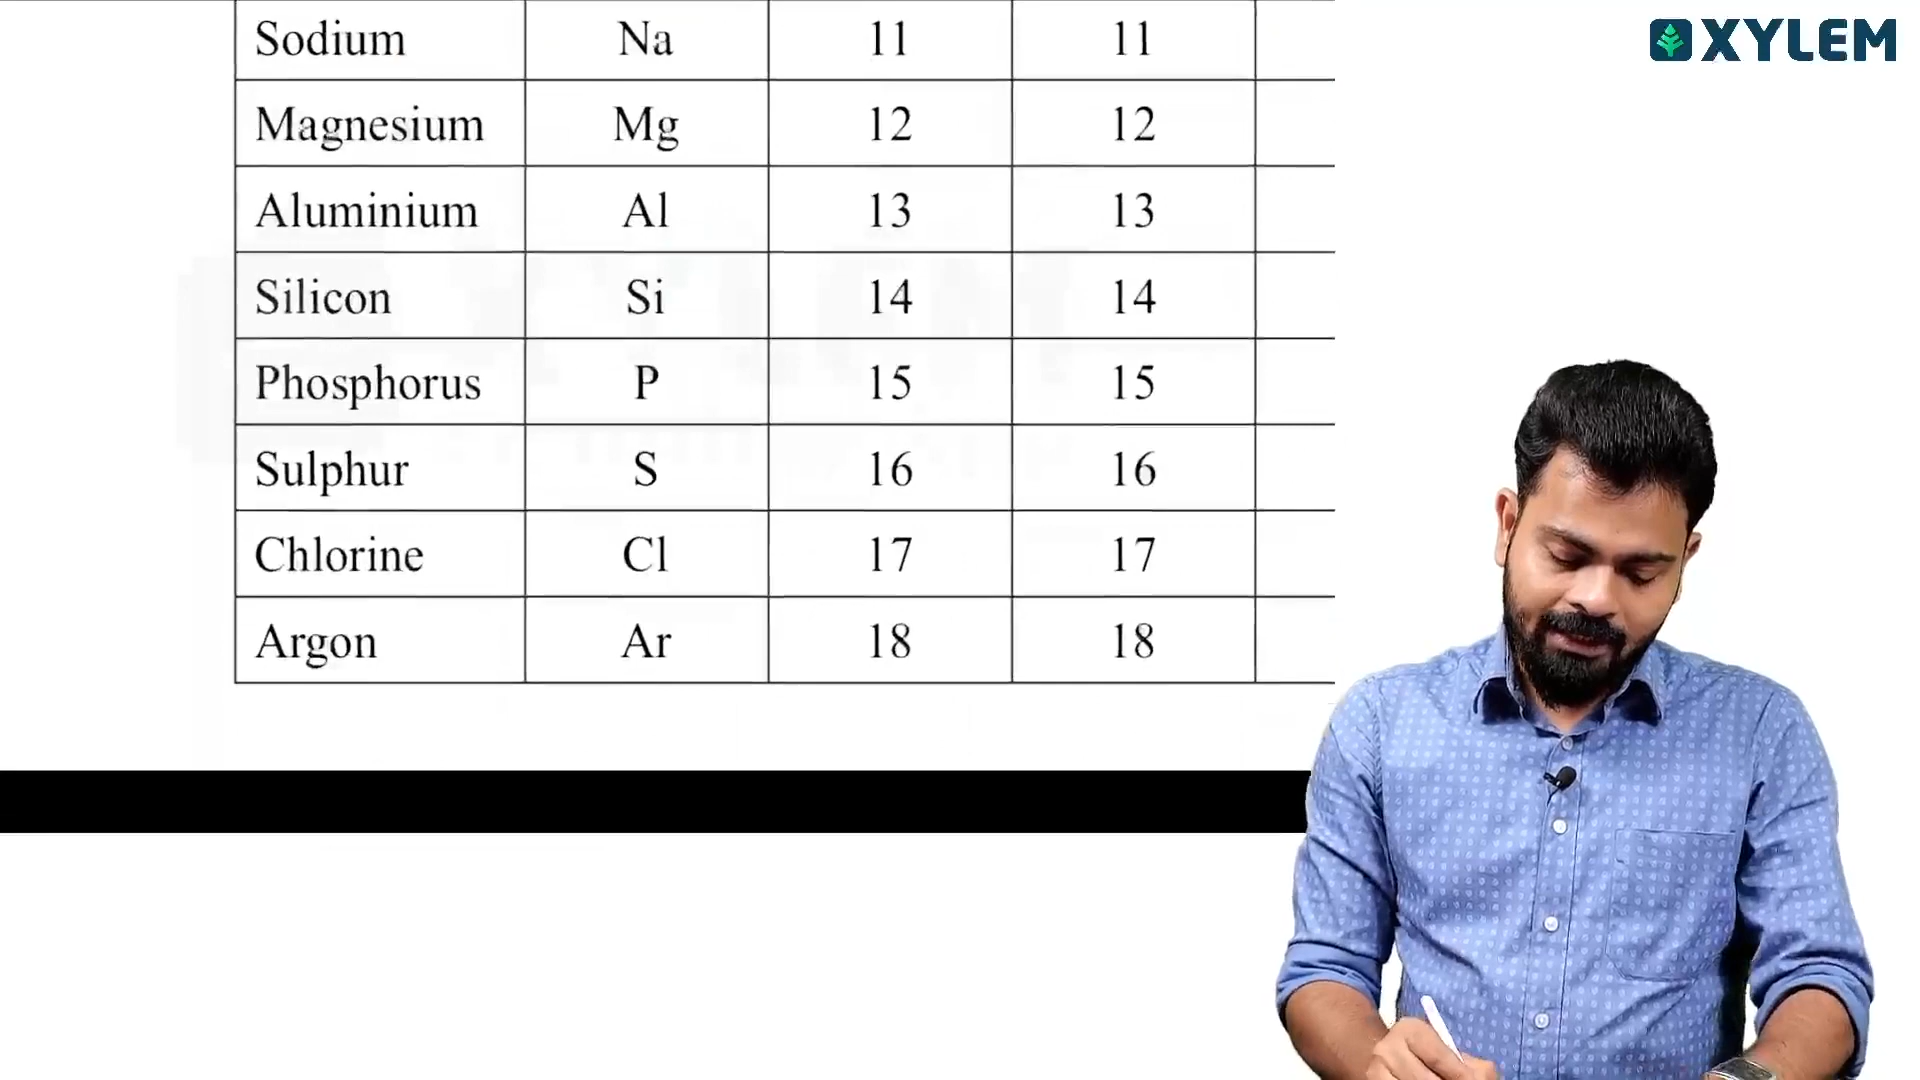 XYLEM
Sodium Na 11 11
Magnesium Mg 12 12
Aluminium Al 13 13
Silicon Si 14 14
Phosphorus P 15 15
Sulphur S 16 16
Chlorine Cl 17 17
Argon Ar 18 18